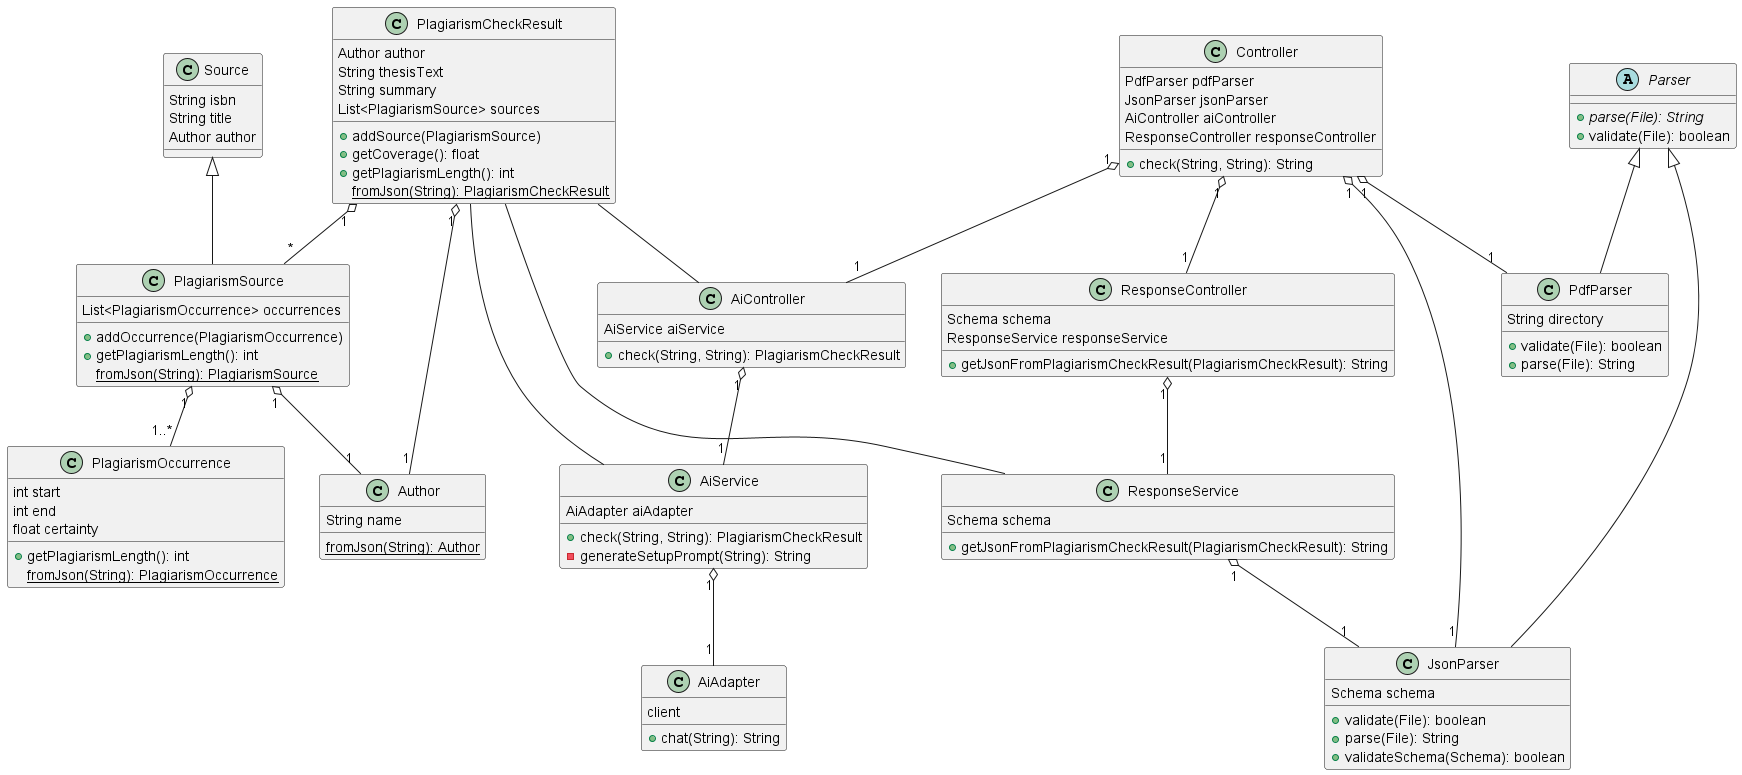 C PlagiarismCheckResult
Author author
String thesisText
String summary
List<PlagiarismSource> sources
addSource(PlagiarismSource)
getCoverage(): float
getPlagiarismLength(): int
fromJson(String): PlagiarismCheckResult
C Source
String isbn
String title
Author author
C Controller
PdfParser pdfParser
JsonParser jsonParser
AiController aiController
ResponseController responseController
check(String, String): String
A Parser
parse(File): String
validate(File): boolean
1
1
1
1
1
1
1
*
1
1
1
C PlagiarismSource
List<PlagiarismOccurrence> occurrences
addOccurrence(PlagiarismOccurrence)
getPlagiarismLength(): int
fromJson(String): PlagiarismSource
C AiController
AiService aiService
check(String, String): PlagiarismCheckResult
C ResponseController
Schema schema
ResponseService responseService
getJsonFromPlagiarismCheckResult(PlagiarismCheckResult): String
C PdfParser
String directory
validate(File): boolean
parse(File): String
1
1
1
1
1..*
1
1
1
1
C PlagiarismOccurrence
int start
int end
float certainty
getPlagiarismLength(): int
fromJson(String): PlagiarismOccurrence
C Author
String name
fromJson(String): Author
C AiService
AiAdapter aiAdapter
check(String, String): PlagiarismCheckResult
generateSetupPrompt(String): String
C ResponseService
Schema schema
getJsonFromPlagiarismCheckResult(PlagiarismCheckResult): String
1
1
1
1
1
C AiAdapter
client
chat(String): String
C JsonParser
Schema schema
validate(File): boolean
parse(File): String
validateSchema(Schema): boolean